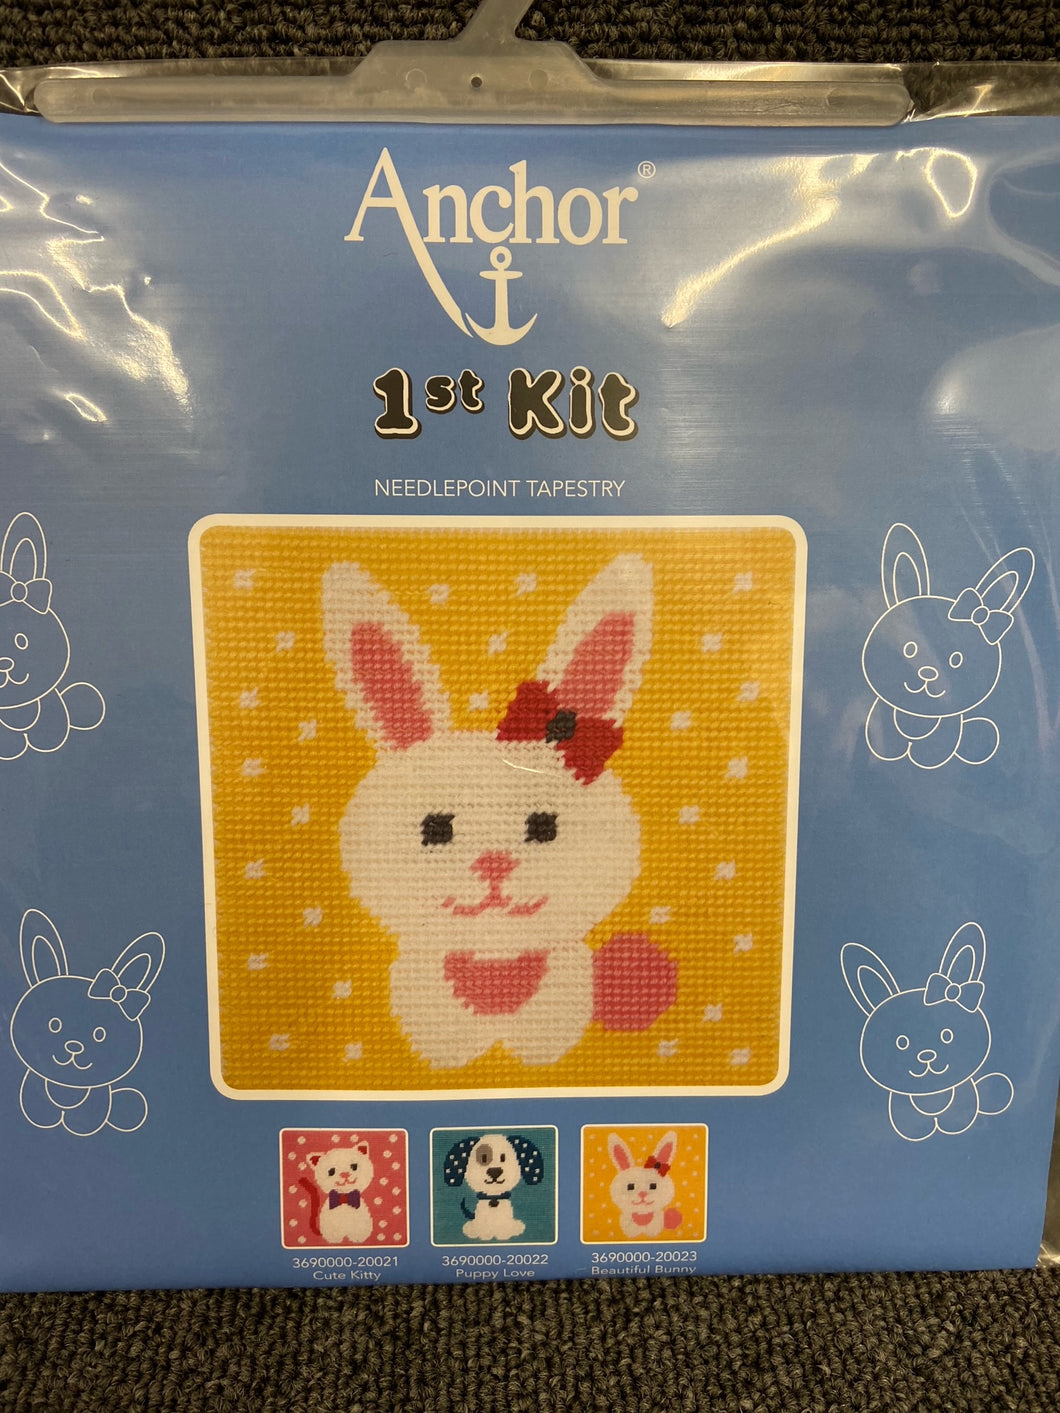 Anchor®
1st Kit
NEEDLEPOINT TAPESTRY
3690000-20021
Cute Kitty
3690000-20022
Puppy Love
3690000-20023
Beautiful Bunny